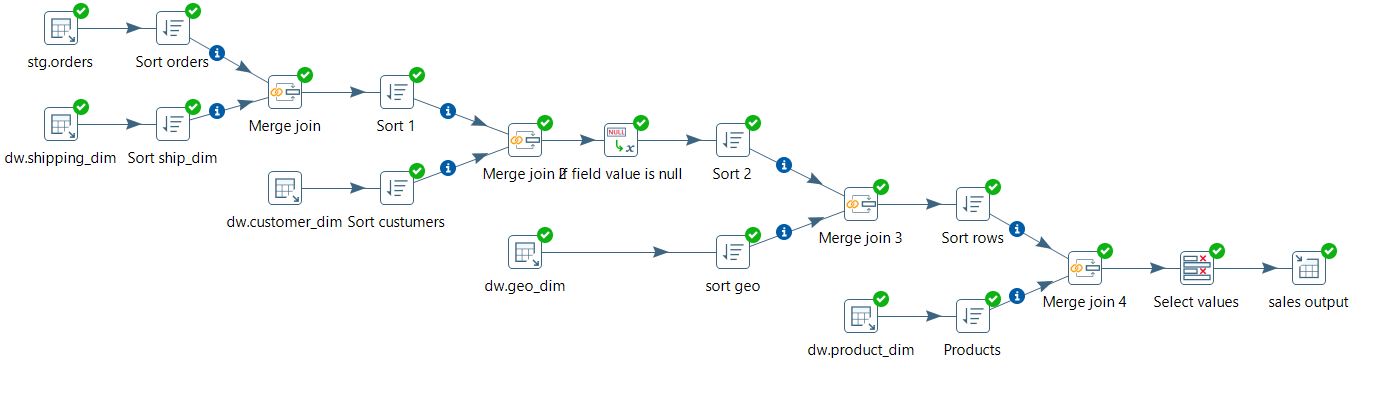 stg.orders
Sort orders
dw.shipping_dim
Sort ship_dim
Merge join
Sort 1
dw.customer_dim
Sort custumers
Merge join 2
NULL
x
If field value is null
Sort 2
dw.geo_dim
sort geo
Merge join 3
Sort rows
dw.product_dim
Products
Merge join 4
Select values
sales output